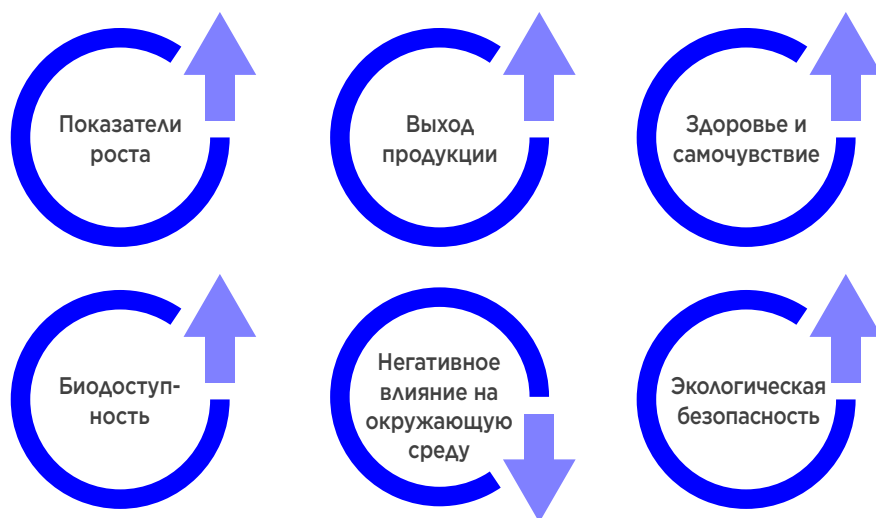 Показатели
роста
Выход
продукции
Здоровье и
самочувствие
Биодоступ-
ность
Негативное
влияние на
окружающую
среду
Экологическая
безопасность